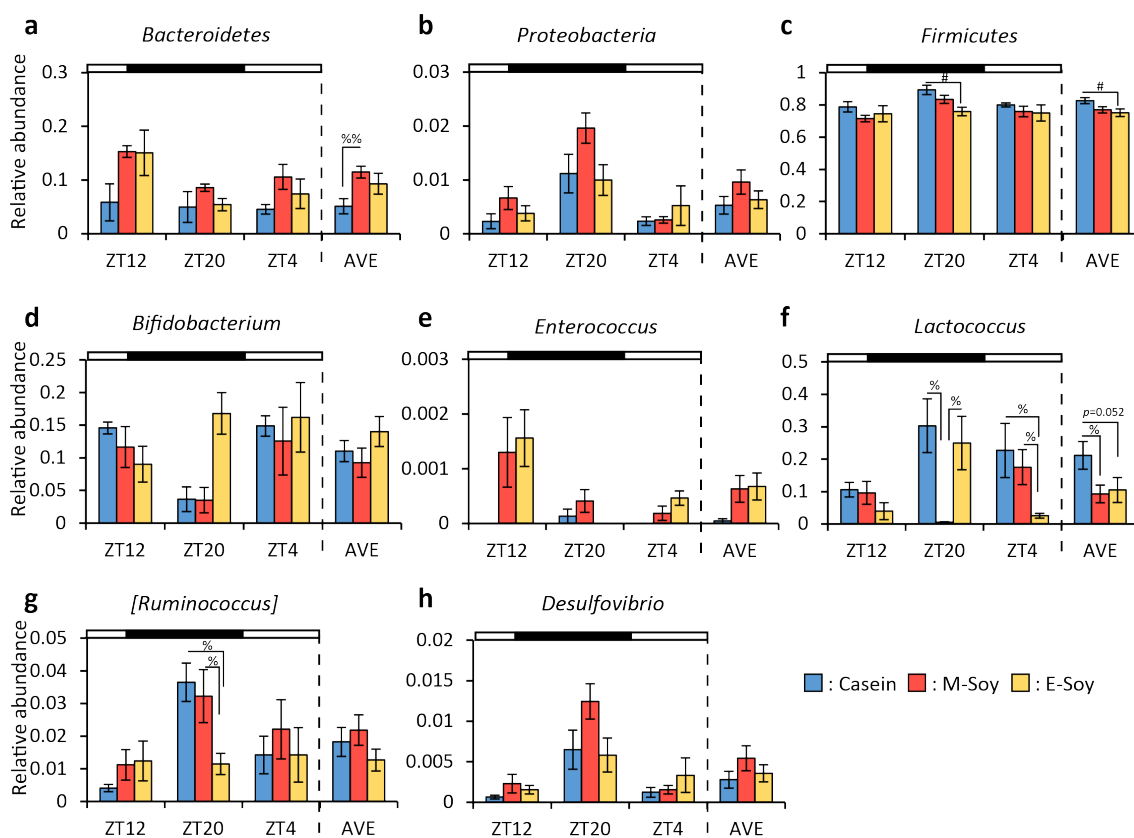 a
Bacteroidetes
Relative abundance
0.3
0.2
0.1
0
%%
ZT12 ZT20 ZT4 AVE
b
Proteobacteria
0.03
0.02
0.01
0
ZT12 ZT20 ZT4 AVE
c
Firmicutes
1
0.8
0.6
0.4
0.2
0
# #
ZT12 ZT20 ZT4 AVE
d
Bifidobacterium
Relative abundance
0.25
0.2
0.15
0.1
0.05
0
ZT12 ZT20 ZT4 AVE
e
Enterococcus
0.003
0.002
0.001
0.000
ZT12 ZT20 ZT4 AVE
f
Lactococcus
0.5
0.4
0.3
0.2
0.1
0
% %
% %
p=0.052
%
ZT12 ZT20 ZT4 AVE
g
[Ruminococcus]
Relative abundance
0.05
0.04
0.03
0.02
0.01
0
%
%
ZT12 ZT20 ZT4 AVE
h
Desulfovibrio
0.02
0.015
0.01
0.005
0
ZT12 ZT20 ZT4 AVE
: Casein : M-Soy : E-Soy